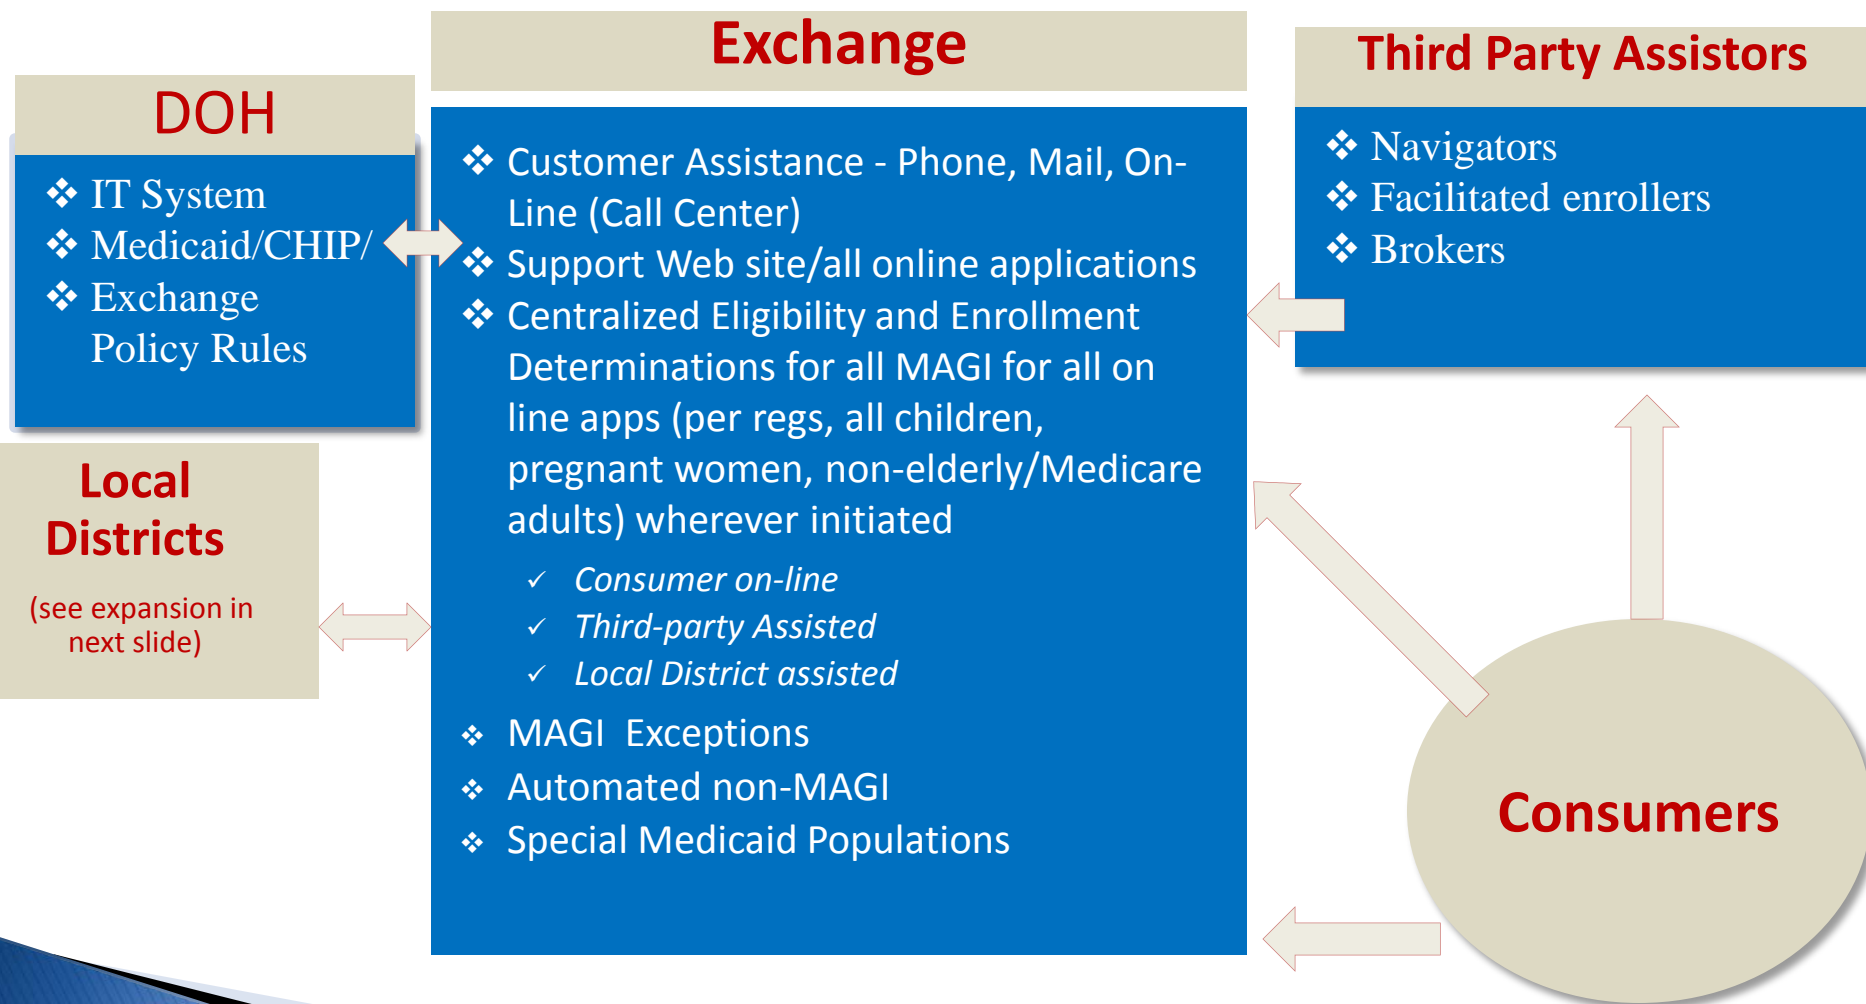 Exchange
Third Party Assistors
DOH
❖ IT System
❖ Medicaid/CHIP/
❖ Exchange
Policy Rules
Local
Districts
(see expansion in
next slide)
❖ Customer Assistance - Phone, Mail, On-
Line (Call Center)
❖ Support Web site/all online applications
❖ Centralized Eligibility and Enrollment
Determinations for all MAGI for all on
line apps (per regs, all children,
pregnant women, non-elderly/Medicare
adults) wherever initiated
✓ Consumer on-line
✓ Third-party Assisted
✓ Local District assisted
❖ MAGI Exceptions
❖ Automated non-MAGI
❖ Special Medicaid Populations
❖ Navigators
❖ Facilitated enrollers
❖ Brokers
Consumers